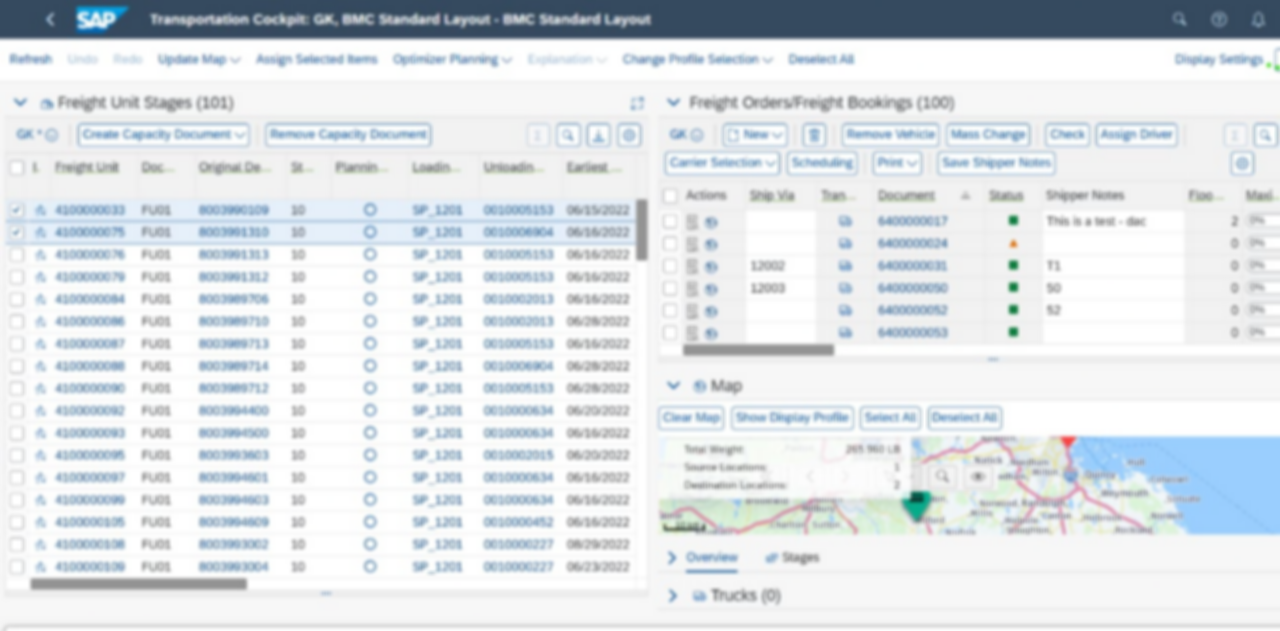 SAP Transportation Cockpit: GK, BMC Standard Layout - BMC Standard Layout
Refresh Undo Redo Update Map Assign Selected Items Optimizer Planning Explanation Change Profile Selection Deselect All Display Settings
Freight Unit Stages (101)
GK * Create Capacity Document Remove Capacity Document
I. Freight Unit Doc... Original De... St... Plannin... Loadin... Unloadin... Earliest ...
4100000033 FU01 8003990109 10 SP_1201 0010005153 06/15/2022
4100000075 FU01 8003991310 10 SP_1201 0010006904 06/16/2022
4100000076 FU01 8003991313 10 SP_1201 0010005153 06/16/2022
4100000079 FU01 8003991312 10 SP_1201 0010005153 06/16/2022
4100000084 FU01 8003989706 10 SP_1201 0010002013 06/16/2022
4100000086 FU01 8003989710 10 SP_1201 0010002013 06/28/2022
4100000087 FU01 8003989713 10 SP_1201 0010005153 06/16/2022
4100000088 FU01 8003989714 10 SP_1201 0010006904 06/28/2022
4100000090 FU01 8003989712 10 SP_1201 0010005153 06/28/2022
4100000092 FU01 8003994400 10 SP_1201 0010000634 06/20/2022
4100000093 FU01 8003994500 10 SP_1201 0010000634 06/16/2022
4100000095 FU01 8003993603 10 SP_1201 0010002015 06/20/2022
4100000097 FU01 8003994601 10 SP_1201 0010000634 06/16/2022
4100000099 FU01 8003994603 10 SP_1201 0010000634 06/16/2022
4100000105 FU01 8003994609 10 SP_1201 0010000452 06/16/2022
4100000108 FU01 8003993002 10 SP_1201 0010000227 08/29/2022
4100000109 FU01 8003993004 10 SP_1201 0010000227 06/23/2022
Freight Orders/Freight Bookings (100)
GK New Remove Vehicle Mass Change Check Assign Driver
Carrier Selection Scheduling Print Save Shipper Notes
Actions Ship Via Tran... Document Status Shipper Notes Floo... Maxi...
6400000017 This is a test - dac 2 0%
6400000024 0 0%
12002 6400000031 T1 0 0%
12003 6400000050 50 0 0%
6400000052 52 0 0%
6400000053 0 0%
Map
Clear Map Show Display Profile Select All Deselect All
Total Weight: LB
Source Locations: 1
Destination Locations: 2
Weymouth
Overview Stages
Trucks (0)